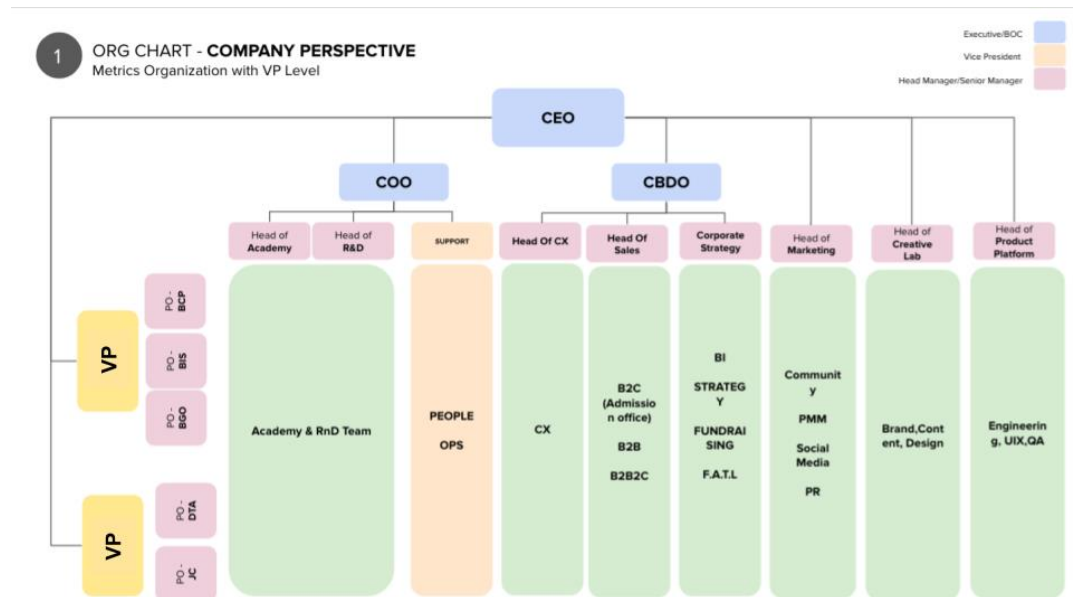 1
ORG CHART - COMPANY PERSPECTIVE
Metrics Organization with VP Level
Executive/BOC
Vice President
Head Manager/Senior Manager
CEO
COO
CBDO
Head of
Academy
Head of
R&D
SUPPORT
Head Of CX
Head Of
Sales
Corporate
Strategy
Head of
Marketing
Head of
Creative
Lab
Head of
Product
Platform
VP
PO -
BCP
PO -
BIS
PO -
BGO
VP
PO -
DTA
PO -
JC
Academy & RnD Team
PEOPLE
OPS
CX
B2C
(Admissio
n office)
B2B
B2B2C
BI
STRATEG
Y
FUNDRAI
SING
F.A.T.L
Communit
y
PMM
Social
Media
PR
Brand,Cont
ent, Design
Engineerin
g, UIX,QA